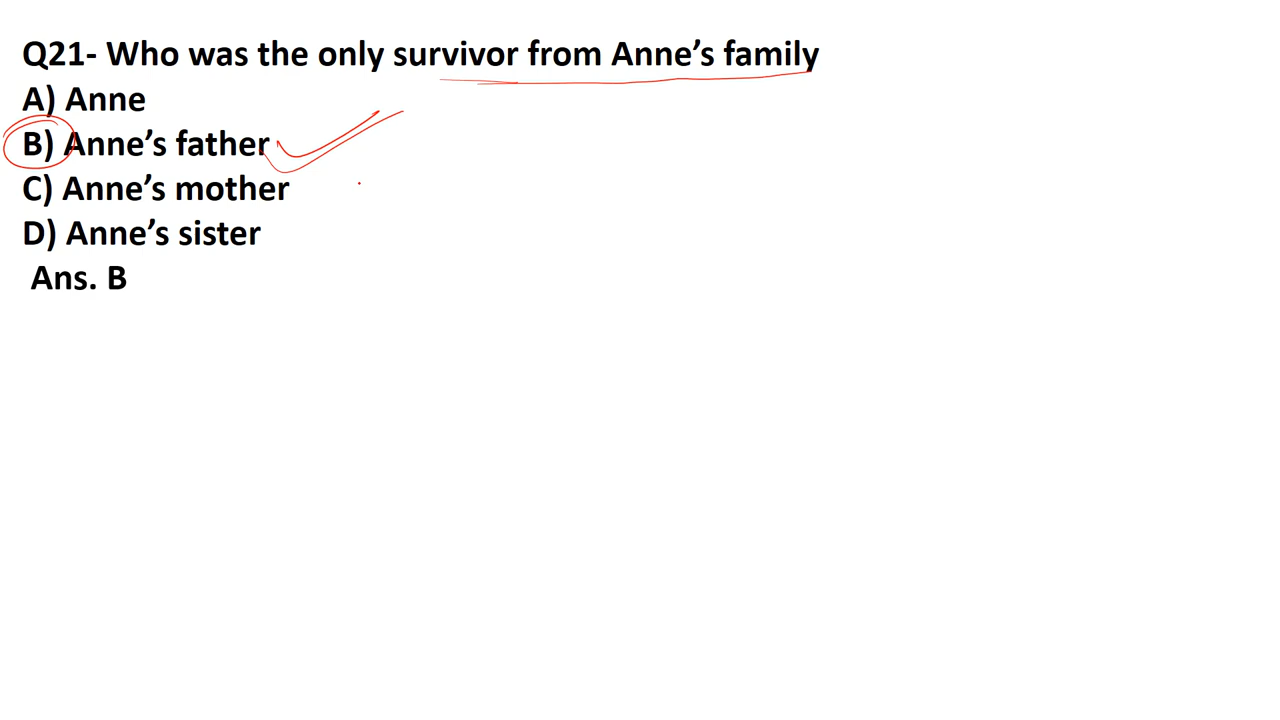 Q21- Who was the only survivor from Anne’s family
A) Anne
B) Anne’s father
C) Anne’s mother
D) Anne’s sister
Ans. B